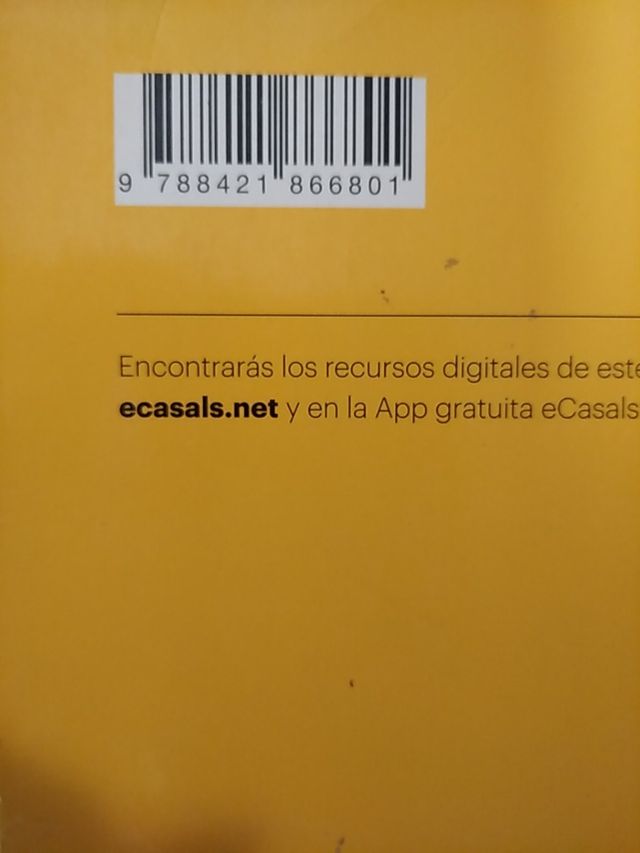 9 788421 866801
Encontrarás los recursos digitales de este
ecasals.net y en la App gratuita eCasals